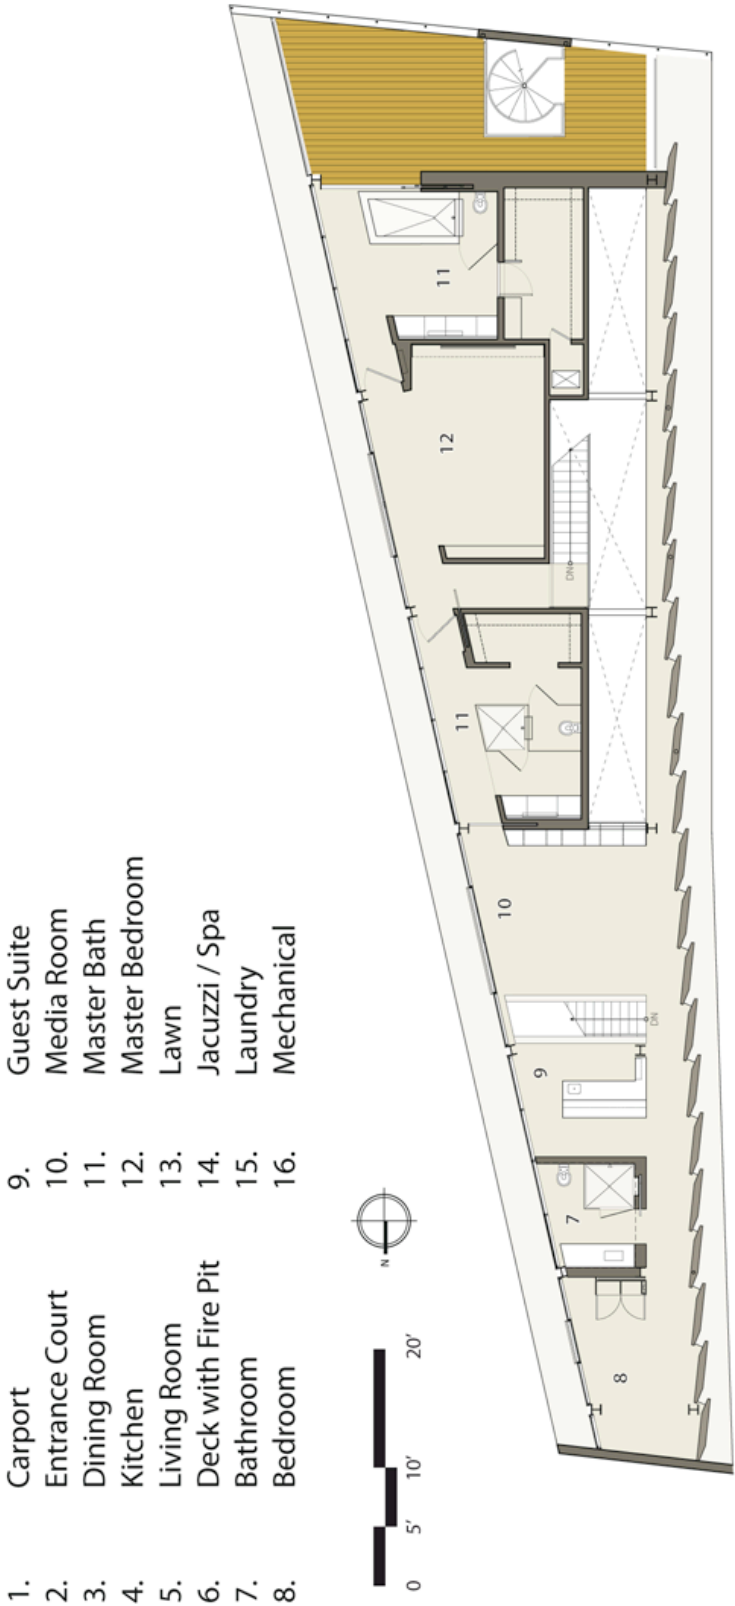 1. Carport
2. Entrance Court
3. Dining Room
4. Kitchen
5. Living Room
6. Deck with Fire Pit
7. Bathroom
8. Bedroom
9. Guest Suite
10. Media Room
11. Master Bath
12. Master Bedroom
13. Lawn
14. Jacuzzi / Spa
15. Laundry
16. Mechanical
0 5' 10' 20'
N
8
7
9
DN
10
11
DN
12
11